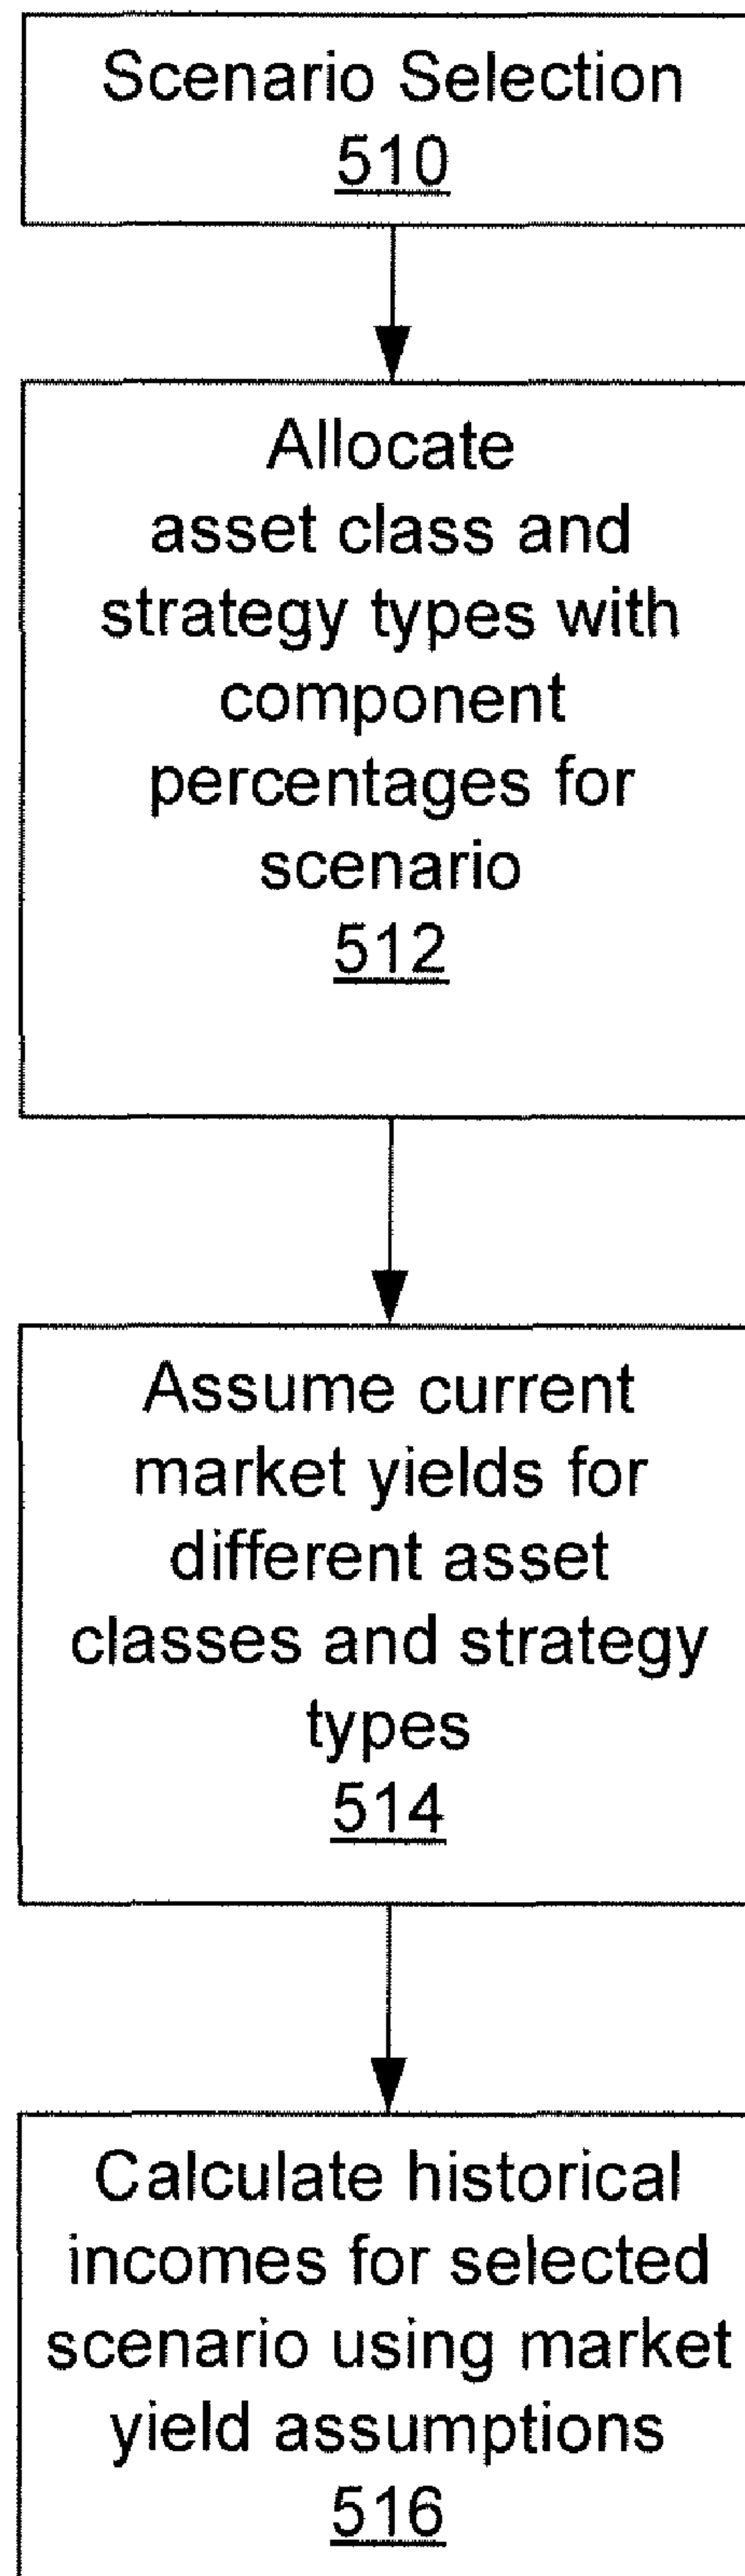 Scenario Selection
510
Allocate
asset class and
strategy types with
component
percentages for
scenario
512
Assume current
market yields for
different asset
classes and strategy
types
514
Calculate historical
incomes for selected
scenario using market
yield assumptions
516